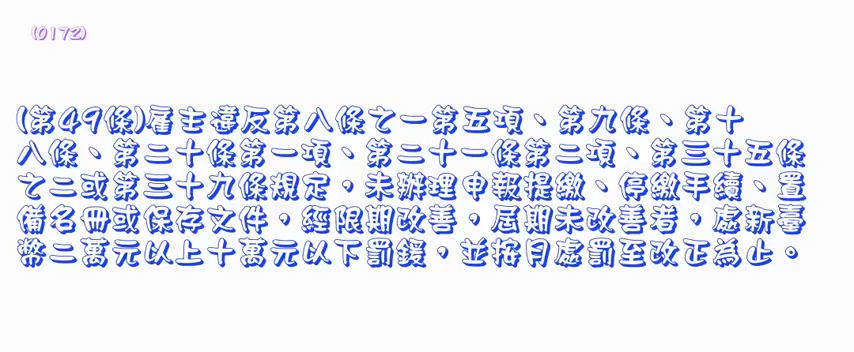 (0172)
(第49條)雇主違反第八條之一第五項、第九條、第十
八條、第二十條第一項、第二十一條第二項、第三十五條
之二或第三十九條規定，未辦理申報提繳、停繳手續、置
備名冊或保存文件，經限期改善，屆期未改善者，處新臺
幣二萬元以上十萬元以下罰鍰，並按月處罰至改正為止。